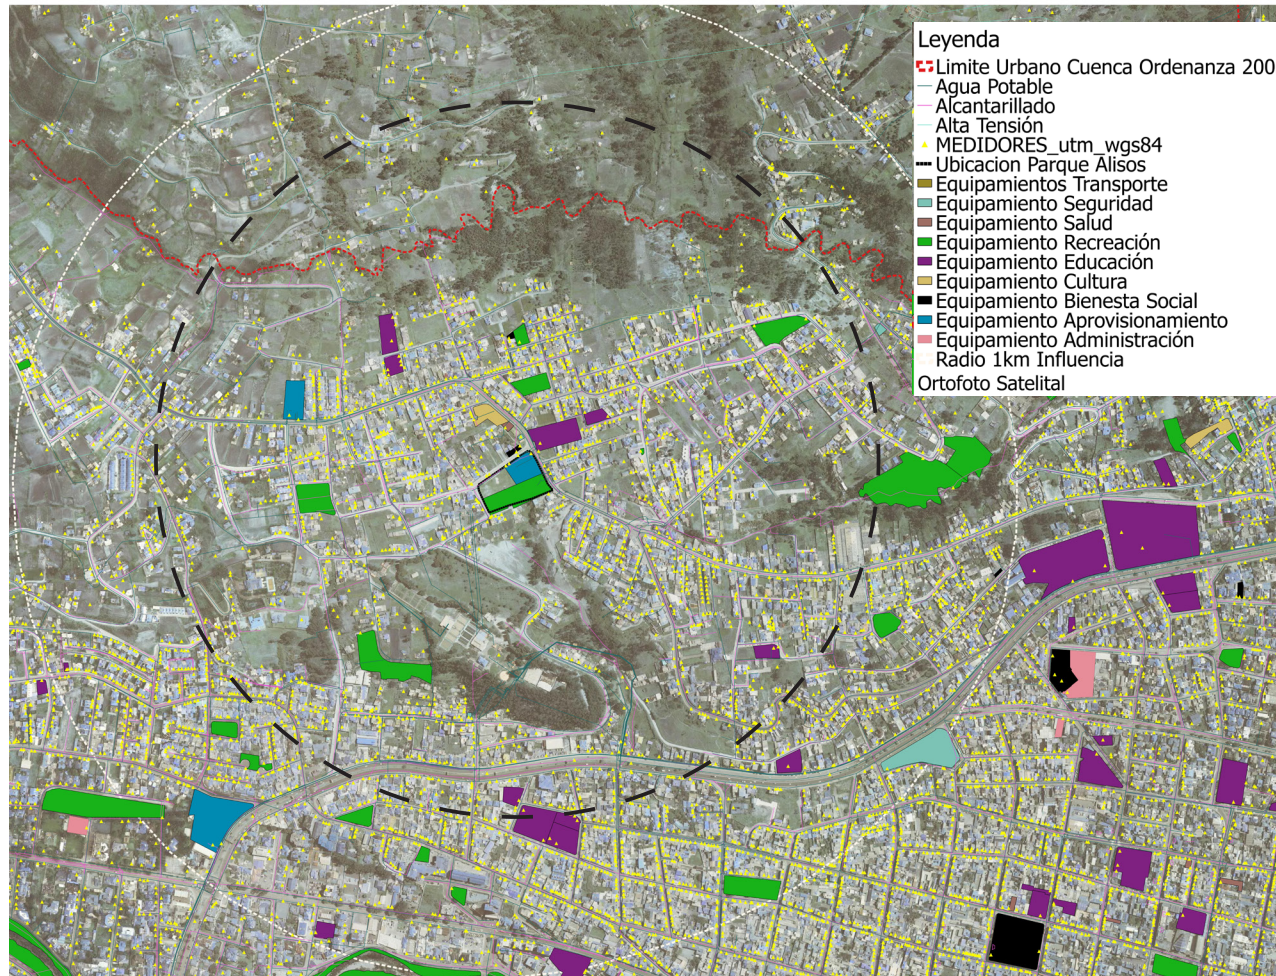 Leyenda
Limite Urbano Cuenca Ordenanza 200
Agua Potable
Alcantarillado
Alta Tensión
MEDIDORES_utm_wgs84
Ubicacion Parque Alisos
Equipamientos Transporte
Equipamiento Seguridad
Equipamiento Salud
Equipamiento Recreación
Equipamiento Educación
Equipamiento Cultura
Equipamiento Bienesta Social
Equipamiento Aprovisionamiento
Equipamiento Administración
Radio 1km Influencia
Ortofoto Satelital